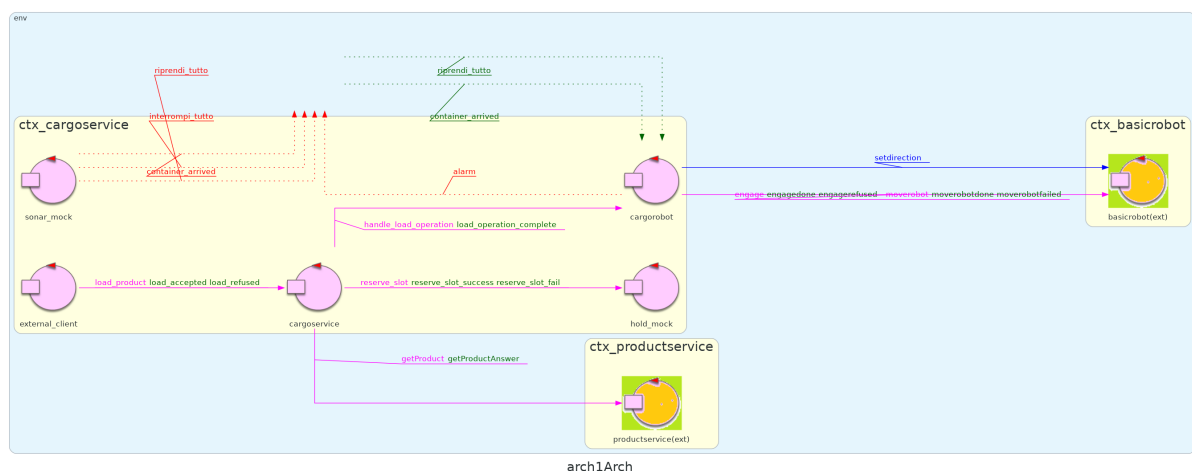 env
riprendi_tutto
riprendi_tutto
interrompi_tutto
container_arrived
ctx_cargoservice
ctx_basicrobot
setdirection
container_arrived
alarm
engage engagedone engagerefused moverobot moverobotdone moverobotfailed
sonar_mock
cargorobot
basicrobot(ext)
handle_load_operation load_operation_complete
load_product load_accepted load_refused
reserve_slot reserve_slot_success reserve_slot_fail
external_client
cargoservice
hold_mock
ctx_productservice
getProduct getProductAnswer
productservice(ext)
arch1Arch